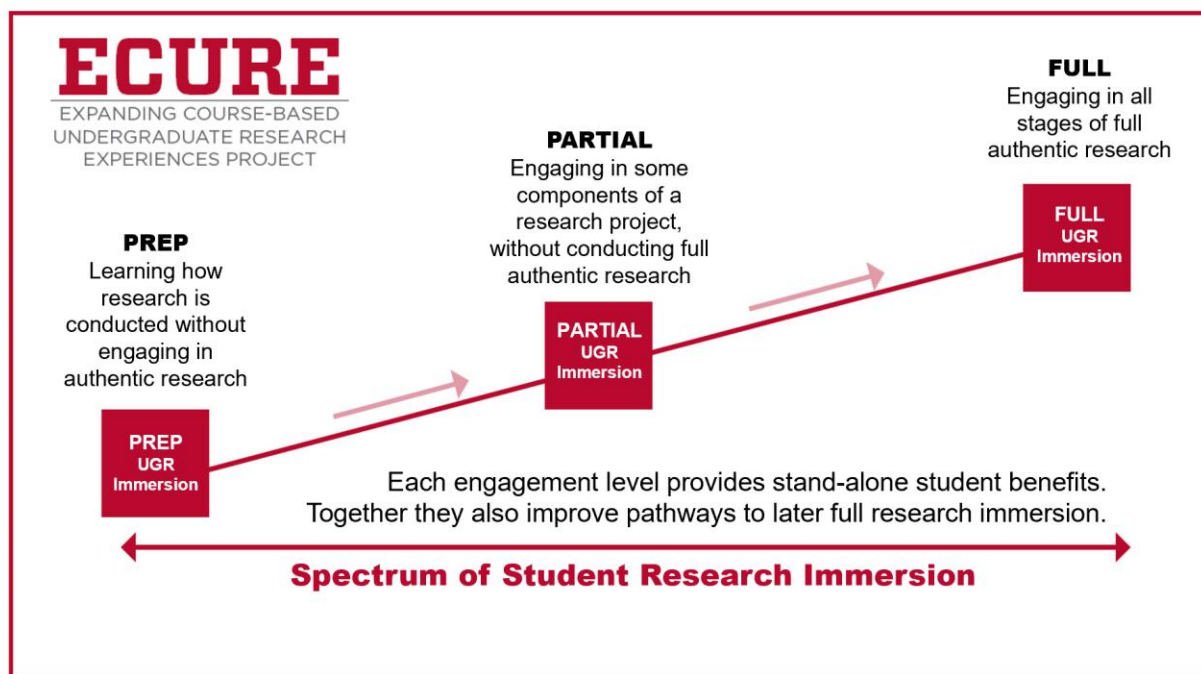 ECURE
EXPANDING COURSE-BASED
UNDERGRADUATE RESEARCH
EXPERIENCES PROJECT
PREP
Learning how
research is
conducted without
engaging in
authentic research
PREP
UGR
Immersion
PARTIAL
Engaging in some
components of a
research project,
without conducting full
authentic research
PARTIAL
UGR
Immersion
FULL
Engaging in all
stages of full
authentic research
FULL
UGR
Immersion
Each engagement level provides stand-alone student benefits.
Together they also improve pathways to later full research immersion.
Spectrum of Student Research Immersion